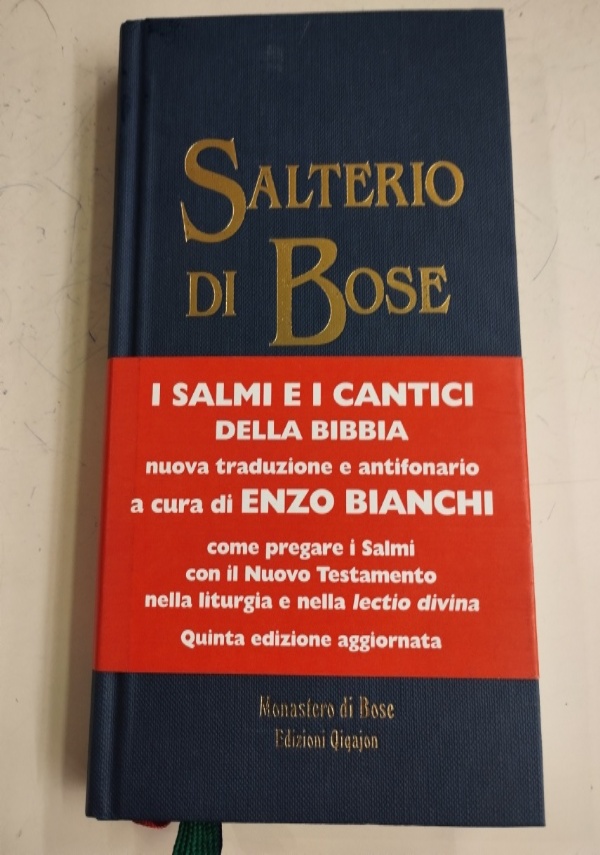 SALTERIO
DI BOSE
I SALMI E I CANTICI
DELLA BIBBIA
nuova traduzione e antifonario
a cura di ENZO BIANCHI
come pregare i Salmi
con il Nuovo Testamento
nella liturgia e nella lectio divina
Quinta edizione aggiornata
Monastero di Bose
Edizioni Qiqajon